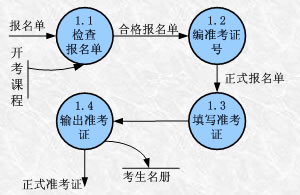 报名单
1.1
检查
报名单
合格报名单
1.2
编准考证
号
开
考
课
程
正式报名单
1.4
输出准考
证
1.3
填写准考
证
正式准考证
考生名册